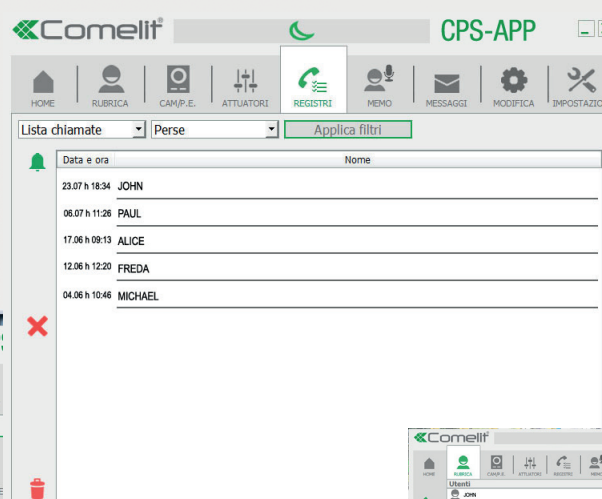 Comelit CPS-APP
HOME RUBRICA CAM/P.E. ATTUATORI REGISTRI MEMO MESSAGGI MODIFICA IMPOSTAZIO
Lista chiamate Perse Applica filtri
Data e ora Nome
23.07 h 18:34 JOHN
06.07 h 11:26 PAUL
17.06 h 09:13 ALICE
12.06 h 12:20 FREDA
04.06 h 10:46 MICHAEL
Comelit
HOME RUBRICA CAM/P.E. ATTUATORI REGISTRI MEMO
Utenti
JOHN